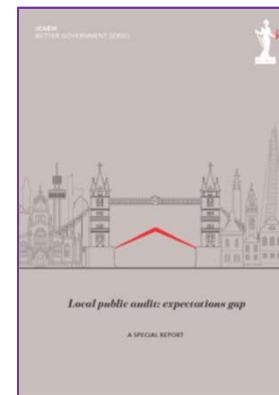 ICAEW
BETTER GOVERNMENT SERIES
Local public audit: expectations gap
A SPECIAL REPORT